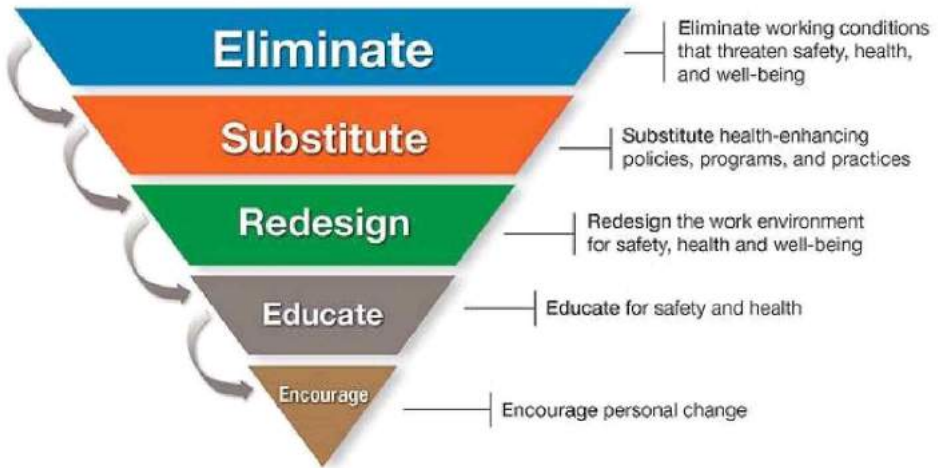 Eliminate
Eliminate working conditions
that threaten safety, health,
and well-being
Substitute
Substitute health-enhancing
policies, programs, and practices
Redesign
Redesign the work environment
for safety, health and well-being
Educate
Educate for safety and health
Encourage
Encourage personal change